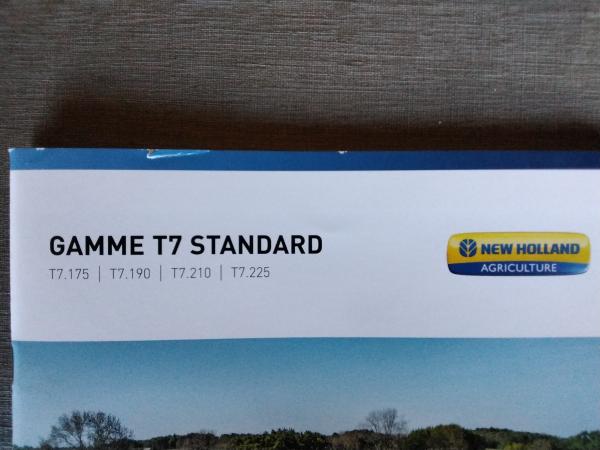 GAMME T7 STANDARD
T7.175 | T7.190 | T7.210 | T7.225
NEW HOLLAND
AGRICULTURE